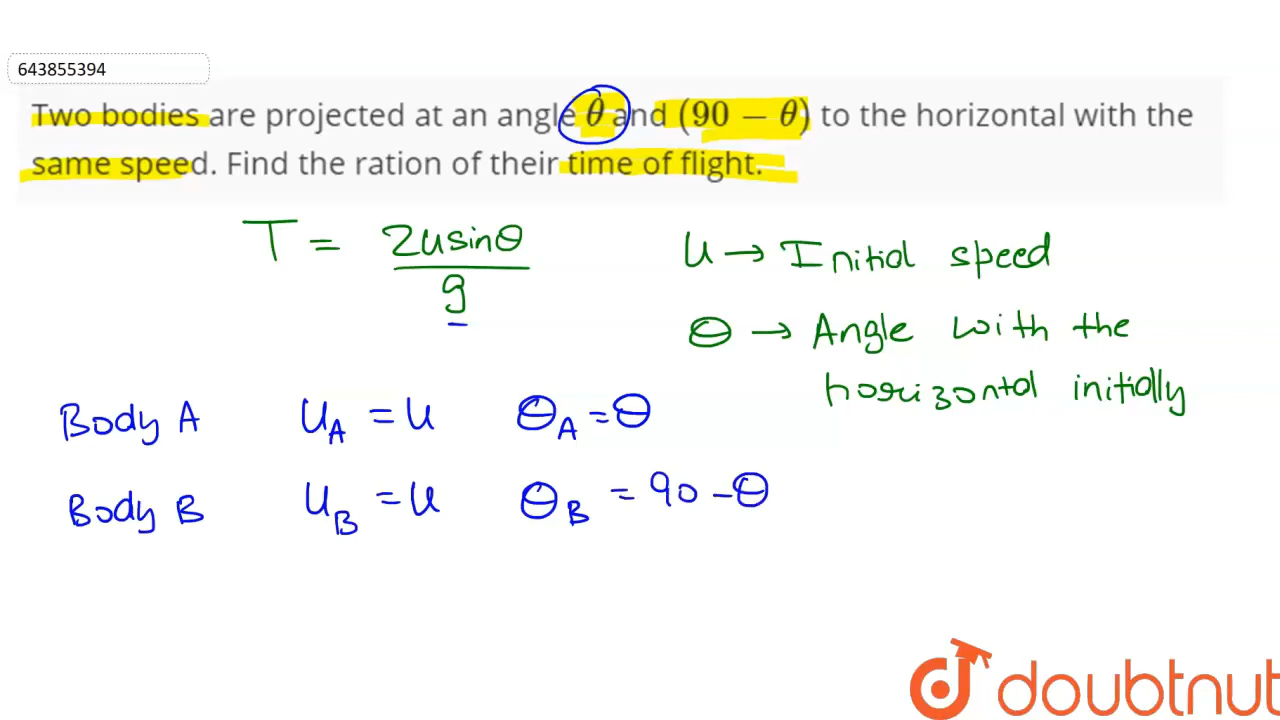 643855394
Two bodies are projected at an angle θ and (90 − θ) to the horizontal with the
same speed. Find the ration of their time of flight.
T = 2usinθ / g
u → Initial speed
θ → Angle with the
horizontal initially
Body A u_A = u θ_A = θ
Body B u_B = u θ_B = 90 − θ
doubtnut